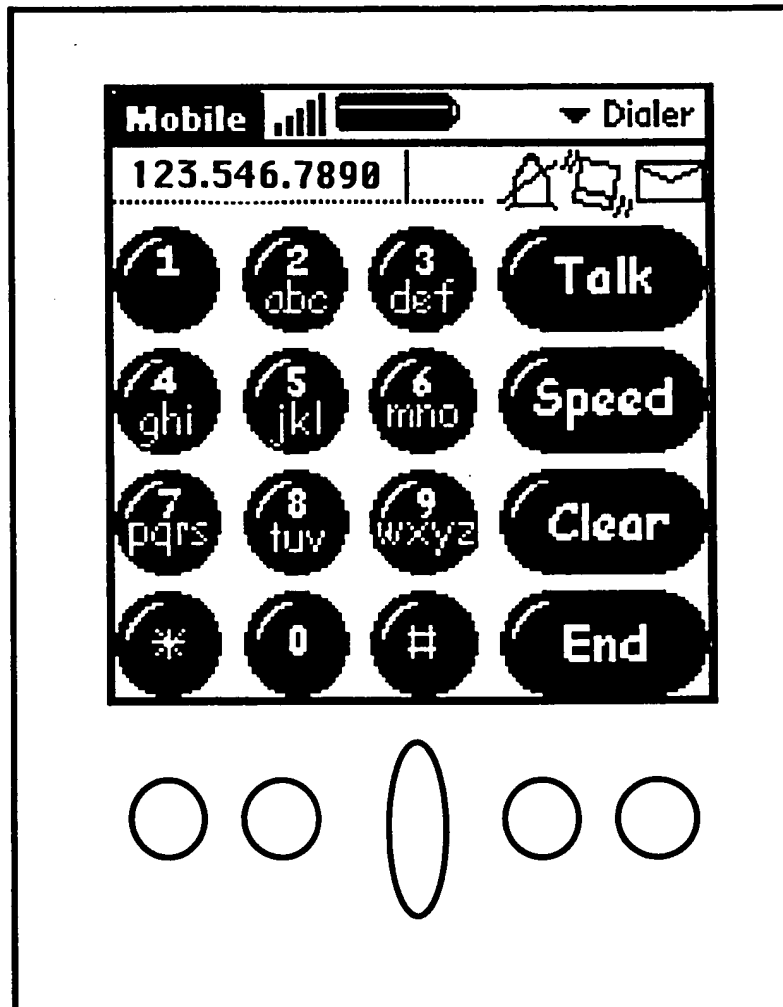 Mobile Dialer
123.546.7890
1 2 3 Talk
abc def
4 5 6 Speed
ghi jkl mno
7 8 9 Clear
pqrs tuv wxyz
* 0 # End